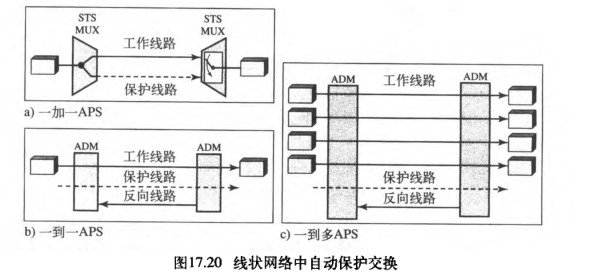 STS
MUX
STS
MUX
工作线路
保护线路
a) 一加一APS
ADM
ADM
工作线路
保护线路
反向线路
b) 一到一APS
ADM
ADM
工作线路
保护线路
反向线路
c) 一到多APS
图17.20 线状网络中自动保护交换